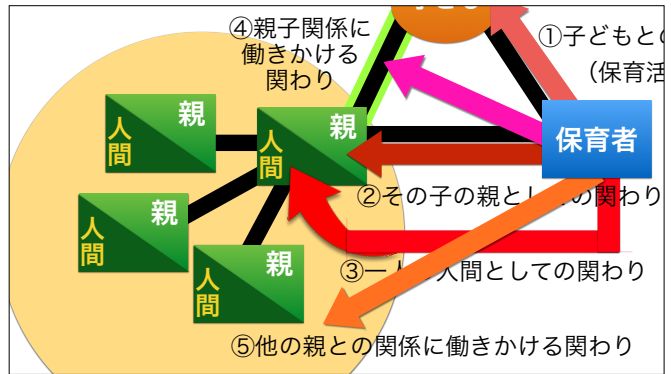 ④親子関係に
働きかける
関わり
①子どもとの
（保育活
人間
親
人間
親
保育者
②その子の親としての関わり
人間
親
人間
親
③一人の人間としての関わり
⑤他の親との関係に働きかける関わり